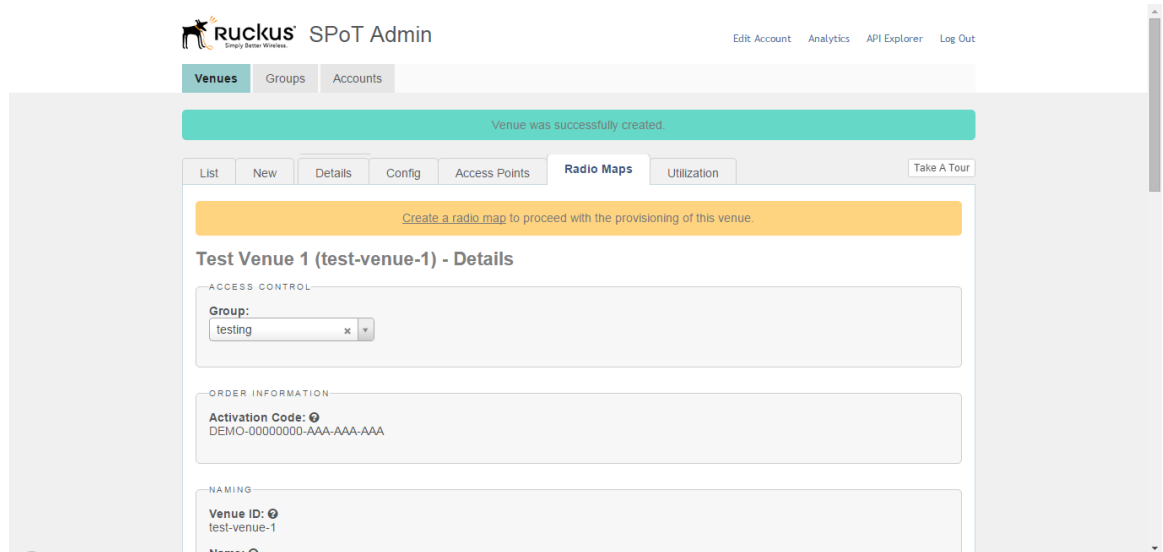 Ruckus SPoT Admin
Simply Better Wireless.
Edit Account Analytics API Explorer Log Out
Venues Groups Accounts
Venue was successfully created.
List New Details Config Access Points Radio Maps Utilization Take A Tour
Create a radio map to proceed with the provisioning of this venue.
Test Venue 1 (test-venue-1) - Details
ACCESS CONTROL
Group:
testing
ORDER INFORMATION
Activation Code:
DEMO-00000000-AAA-AAA-AAA
NAMING
Venue ID:
test-venue-1
Name: